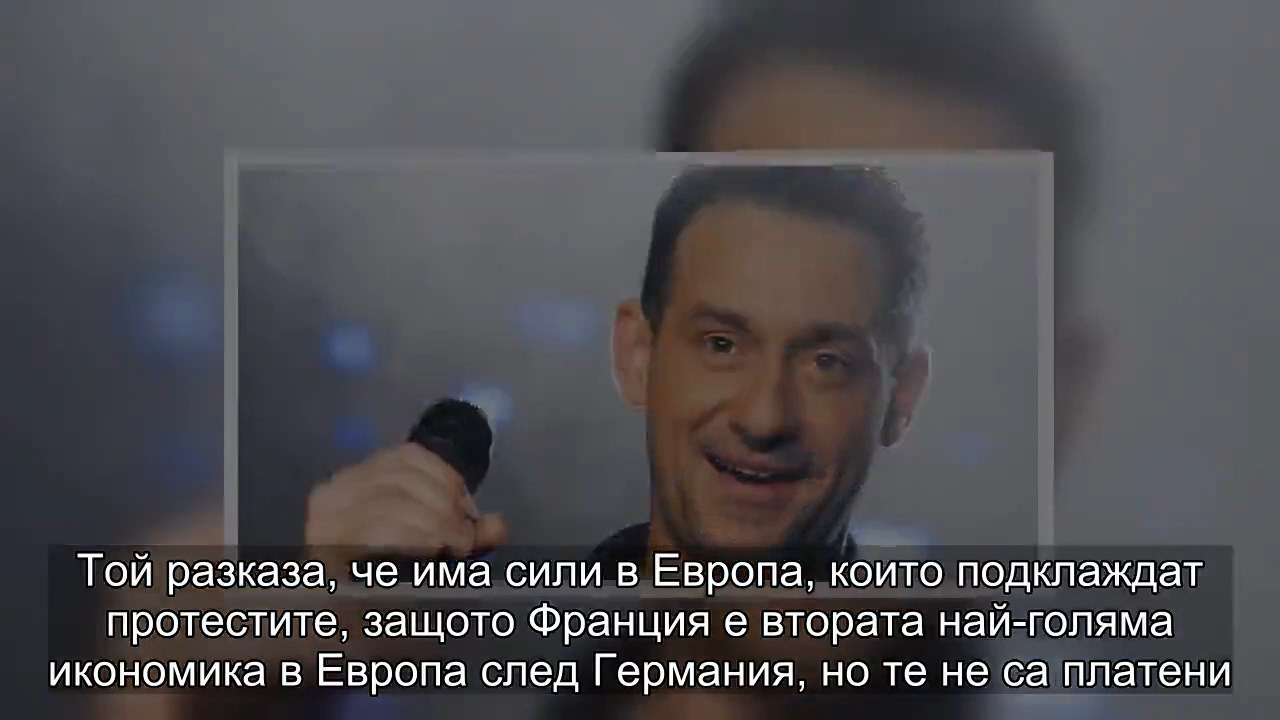 Той разказа, че има сили в Европа, които подклаждат
протестите, защото Франция е втората най-голяма
икономика в Европа след Германия, но те не са платени